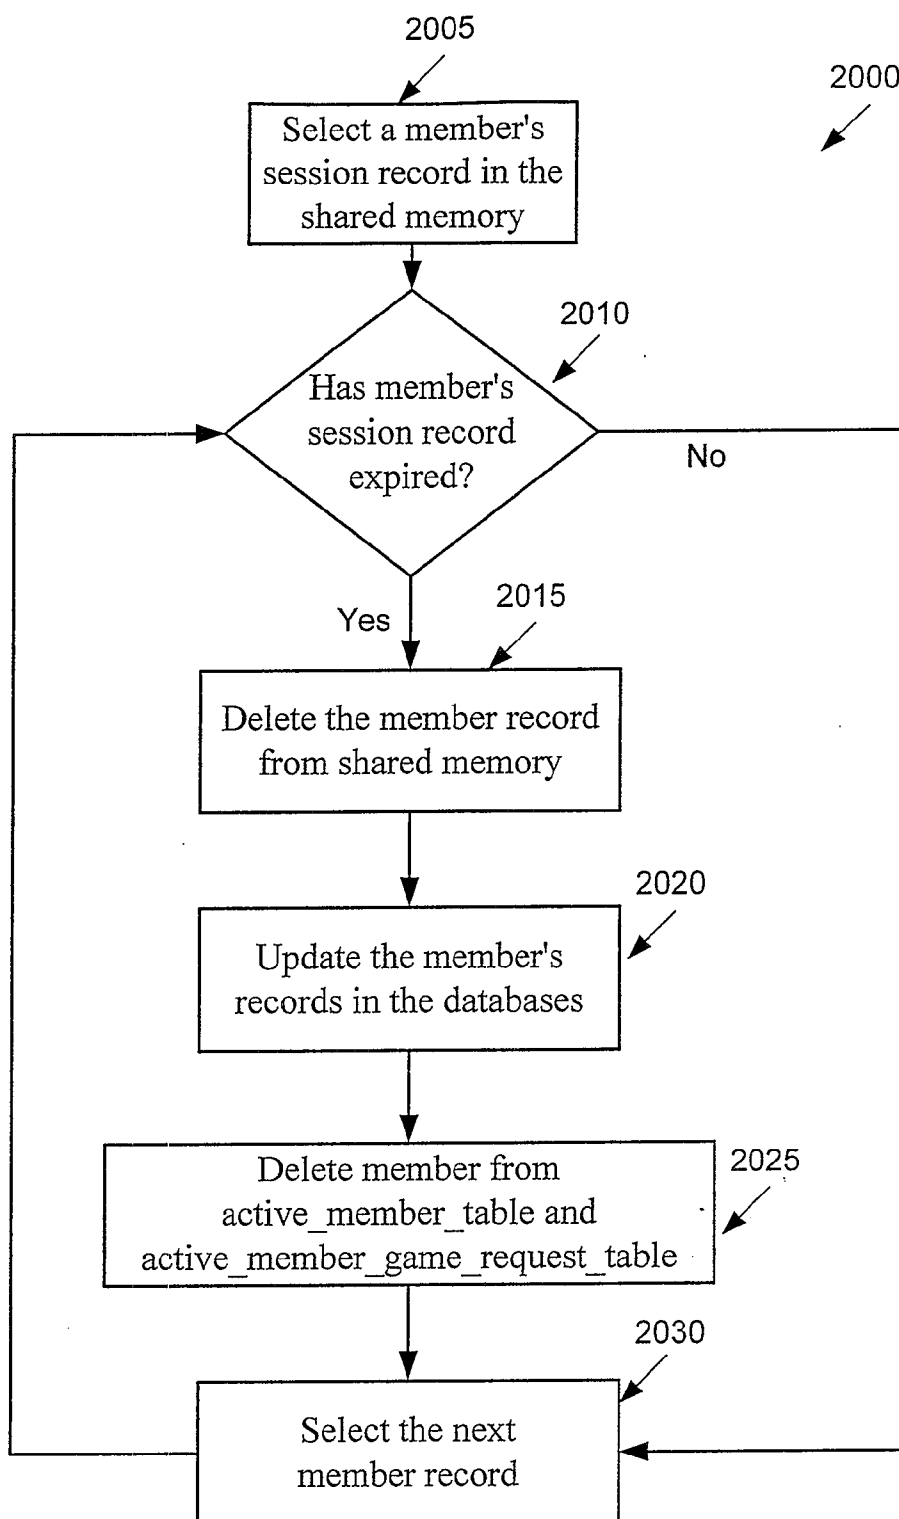 2005
2000
Select a member's
session record in the
shared memory
2010
Has member's
session record
expired?
No
Yes
2015
Delete the member record
from shared memory
2020
Update the member's
records in the databases
2025
Delete member from
active_member_table and
active_member_game_request_table
2030
Select the next
member record